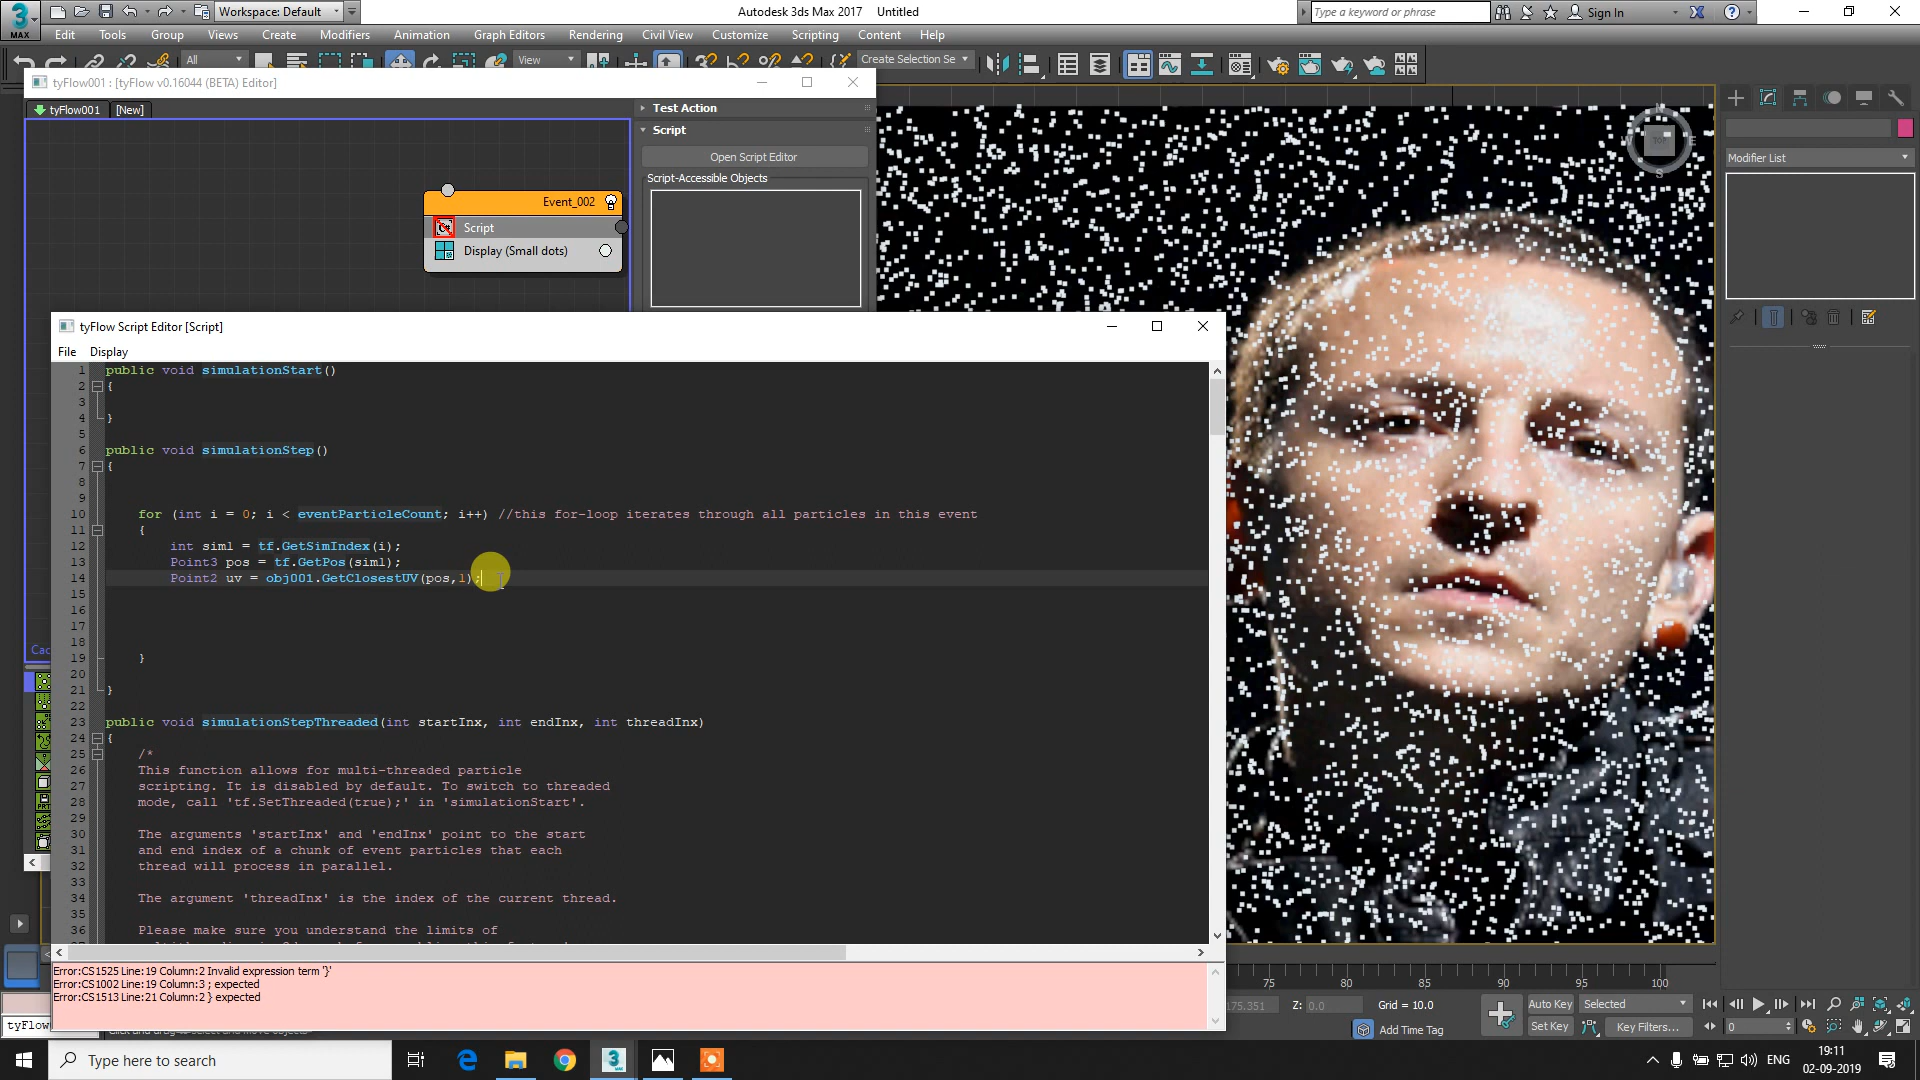 3 MAX
Workspace: Default
Autodesk 3ds Max 2017 Untitled
Type a keyword or phrase
Sign In
Edit Tools Group Views Create Modifiers Animation Graph Editors Rendering Civil View Customize Scripting Content Help
All
View
Create Selection Se
tyFlow001 : [tyFlow v0.16044 (BETA) Editor]
tyFlow001 [New]
Test Action
Script
Open Script Editor
Script-Accessible Objects
Event_002
Script
Display (Small dots)
N
W TOP E
S
Modifier List
tyFlow Script Editor [Script]
File Display
1 public void simulationStart()
2 {
3
4 }
5
6 public void simulationStep()
7 {
8
9
10 for (int i = 0; i < eventParticleCount; i++) //this for-loop iterates through all particles in this event
11 {
12 int siml = tf.GetSimIndex(i);
13 Point3 pos = tf.GetPos(siml);
14 Point2 uv = obj001.GetClosestUV(pos,1);
15
16
17
18
19 }
20
21 }
22
23 public void simulationStepThreaded(int startInx, int endInx, int threadInx)
24 {
25 /*
26 This function allows for multi-threaded particle
27 scripting. It is disabled by default. To switch to threaded
28 mode, call 'tf.SetThreaded(true);' in 'simulationStart'.
29
30 The arguments 'startInx' and 'endInx' point to the start
31 and end index of a chunk of event particles that each
32 thread will process in parallel.
33
34 The argument 'threadInx' is the index of the current thread.
35
36 Please make sure you understand the limits of
Error:CS1525 Line:19 Column:2 Invalid expression term '}'
Error:CS1002 Line:19 Column:3 ; expected
Error:CS1513 Line:21 Column:2 } expected
Cac
tyFlow
75 80 85 90 95 100
175.351 Z: 0.0 Grid = 10.0
Add Time Tag
Auto Key Selected
Set Key Key Filters...
0
Type here to search
ENG
19:11
02-09-2019